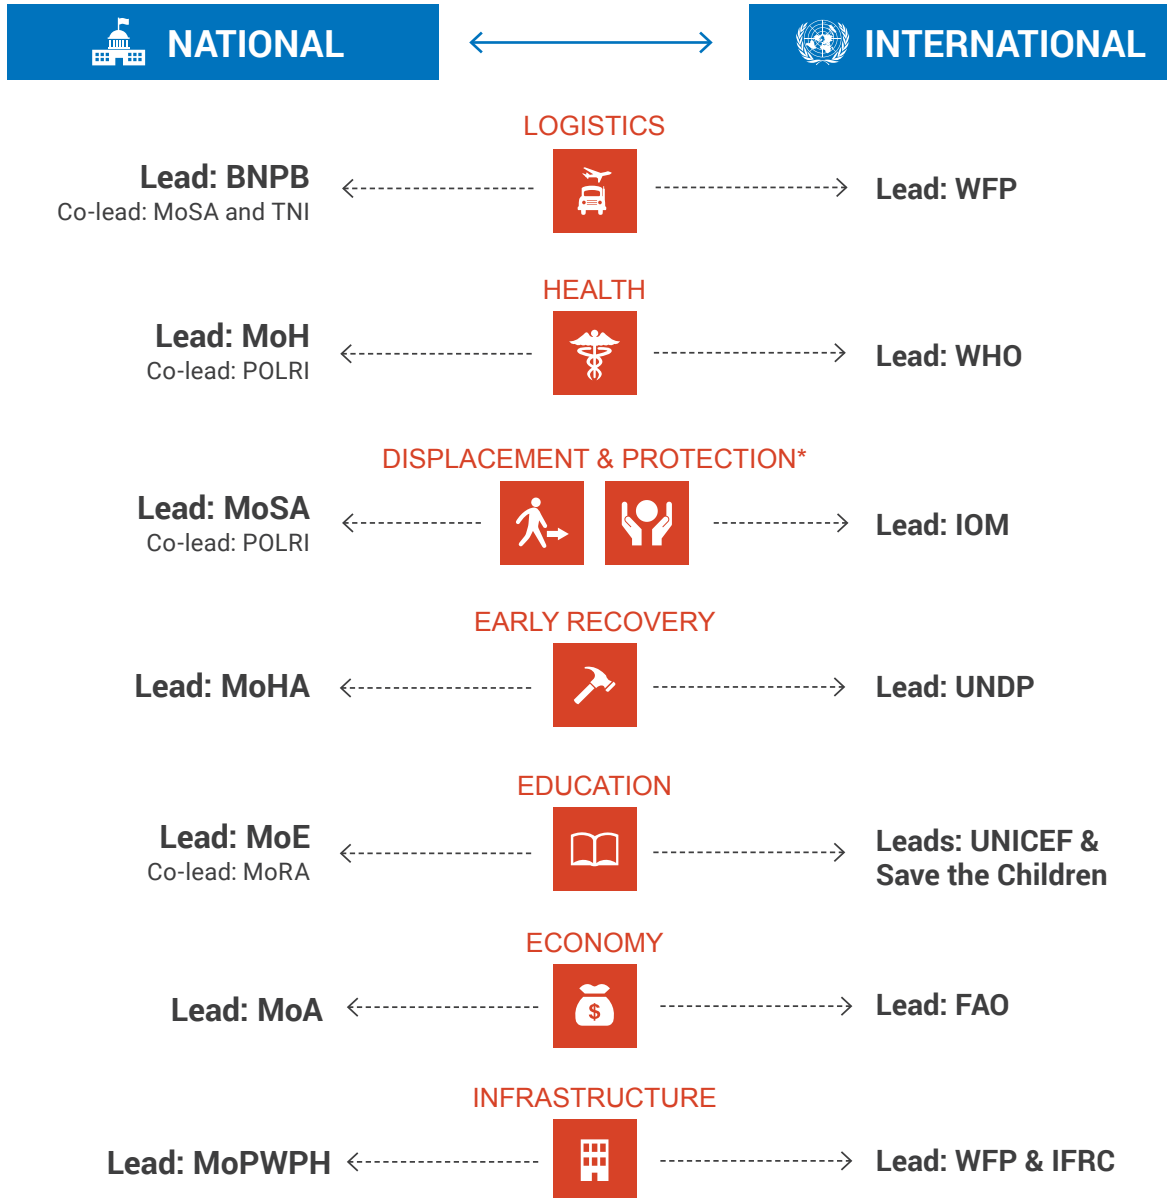 NATIONAL
INTERNATIONAL
LOGISTICS
Lead: BNPB
Co-lead: MoSA and TNI
Lead: WFP
HEALTH
Lead: MoH
Co-lead: POLRI
Lead: WHO
DISPLACEMENT & PROTECTION*
Lead: MoSA
Co-lead: POLRI
Lead: IOM
EARLY RECOVERY
Lead: MoHA
Lead: UNDP
EDUCATION
Lead: MoE
Co-lead: MoRA
Leads: UNICEF &
Save the Children
ECONOMY
Lead: MoA
$
Lead: FAO
INFRASTRUCTURE
Lead: MoPWPH
Lead: WFP & IFRC